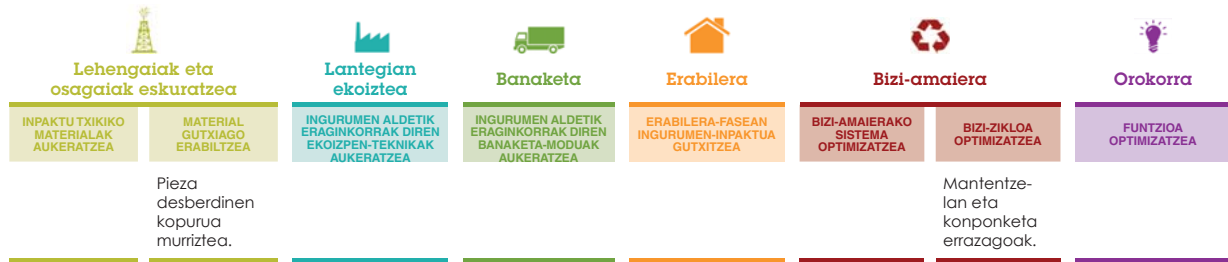 Lehengaiak eta
osagaiak eskuratzea
Lantegian
ekoiztea
Banaketa
Erabilera
Bizi-amaiera
Orokorra
INPAKTU TXIKIKO
MATERIALAK
AUKERATZEA
MATERIAL
GUTXIAGO
ERABILTZEA
INGURUMEN ALDETIK
ERAGINKORRAK DIREN
EKOIZPEN-TEKNIKAK
AUKERATZEA
INGURUMEN ALDETIK
ERAGINKORRAK DIREN
BANAKETA-MODUAK
AUKERATZEA
ERABILERA-FASEAN
INGURUMEN-INPAKTUA
GUTXITZEA
BIZI-AMAIERAKO
SISTEMA
OPTIMIZATZEA
BIZI-ZIKLOA
OPTIMIZATZEA
FUNTZIOA
OPTIMIZATZEA
Pieza
desberdinen
kopurua
murriztea.
Mantentze-
lan eta
konponketa
errazagoak.